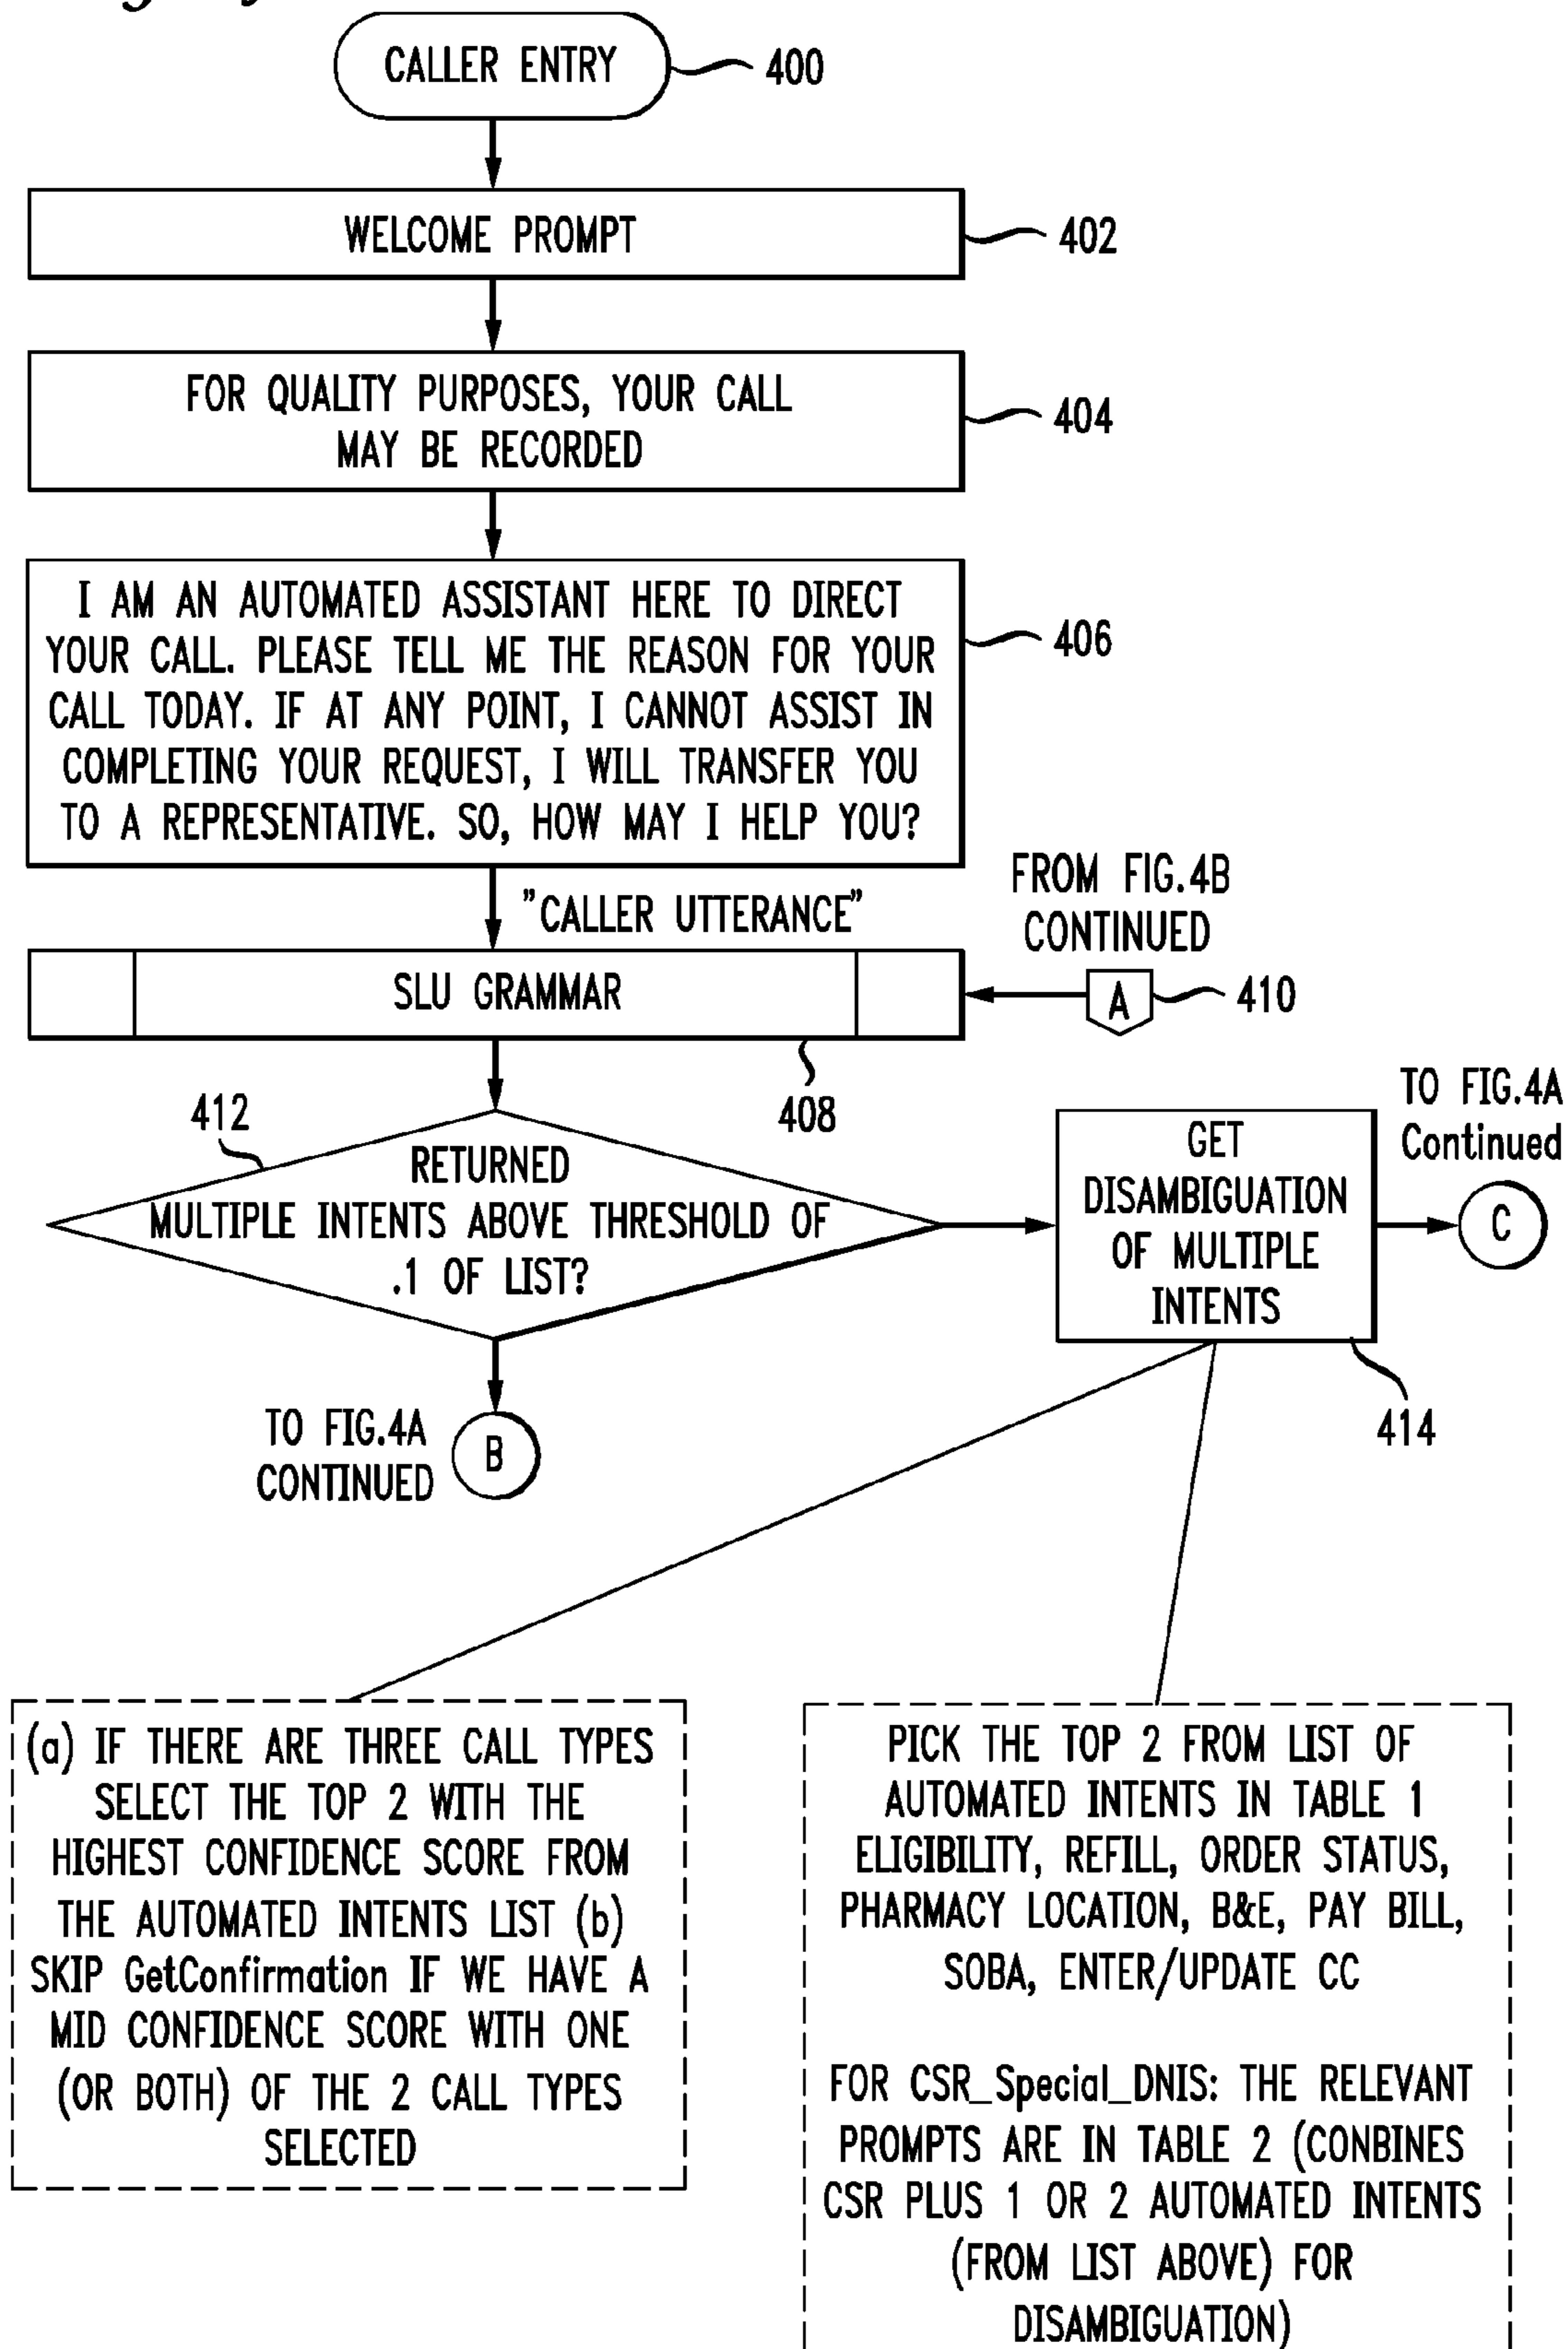 CALLER ENTRY
400
WELCOME PROMPT
402
FOR QUALITY PURPOSES, YOUR CALL
MAY BE RECORDED
404
I AM AN AUTOMATED ASSISTANT HERE TO DIRECT
YOUR CALL. PLEASE TELL ME THE REASON FOR YOUR
CALL TODAY. IF AT ANY POINT, I CANNOT ASSIST IN
COMPLETING YOUR REQUEST, I WILL TRANSFER YOU
TO A REPRESENTATIVE. SO, HOW MAY I HELP YOU?
406
"CALLER UTTERANCE"
FROM FIG.4B
CONTINUED
SLU GRAMMAR
A
410
408
412
RETURNED
MULTIPLE INTENTS ABOVE THRESHOLD OF
.1 OF LIST?
GET
DISAMBIGUATION
OF MULTIPLE
INTENTS
414
TO FIG.4A
Continued
C
TO FIG.4A
CONTINUED
B
(a) IF THERE ARE THREE CALL TYPES
SELECT THE TOP 2 WITH THE
HIGHEST CONFIDENCE SCORE FROM
THE AUTOMATED INTENTS LIST (b)
SKIP GetConfirmation IF WE HAVE A
MID CONFIDENCE SCORE WITH ONE
(OR BOTH) OF THE 2 CALL TYPES
SELECTED
PICK THE TOP 2 FROM LIST OF
AUTOMATED INTENTS IN TABLE 1
ELIGIBILITY, REFILL, ORDER STATUS,
PHARMACY LOCATION, B&E, PAY BILL,
SOBA, ENTER/UPDATE CC
FOR CSR_Special_DNIS: THE RELEVANT
PROMPTS ARE IN TABLE 2 (CONBINES
CSR PLUS 1 OR 2 AUTOMATED INTENTS
(FROM LIST ABOVE) FOR
DISAMBIGUATION)